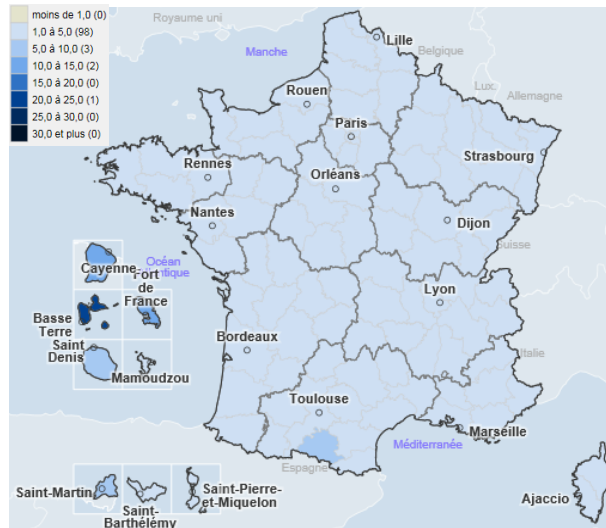 moins de 1,0 (0)
1,0 à 5,0 (98)
5,0 à 10,0 (3)
10,0 à 15,0 (2)
15,0 à 20,0 (0)
20,0 à 25,0 (1)
25,0 à 30,0 (0)
30,0 et plus (0)
Royaume uni
Manche
Lille
Belgique
Lux.
Allemagne
Rouen
Paris
Strasbourg
Rennes
Orléans
Nantes
Dijon
Suisse
Océan
Atlantique
Cayenne
Fort
de
France
Basse
Terre
Saint
Denis
Mamoudzou
Lyon
Bordeaux
Italie
Toulouse
Marseille
Méditerranée
Espagne
Saint-Martin
Saint-
Barthélémy
Saint-Pierre-
et-Miquelon
Ajaccio